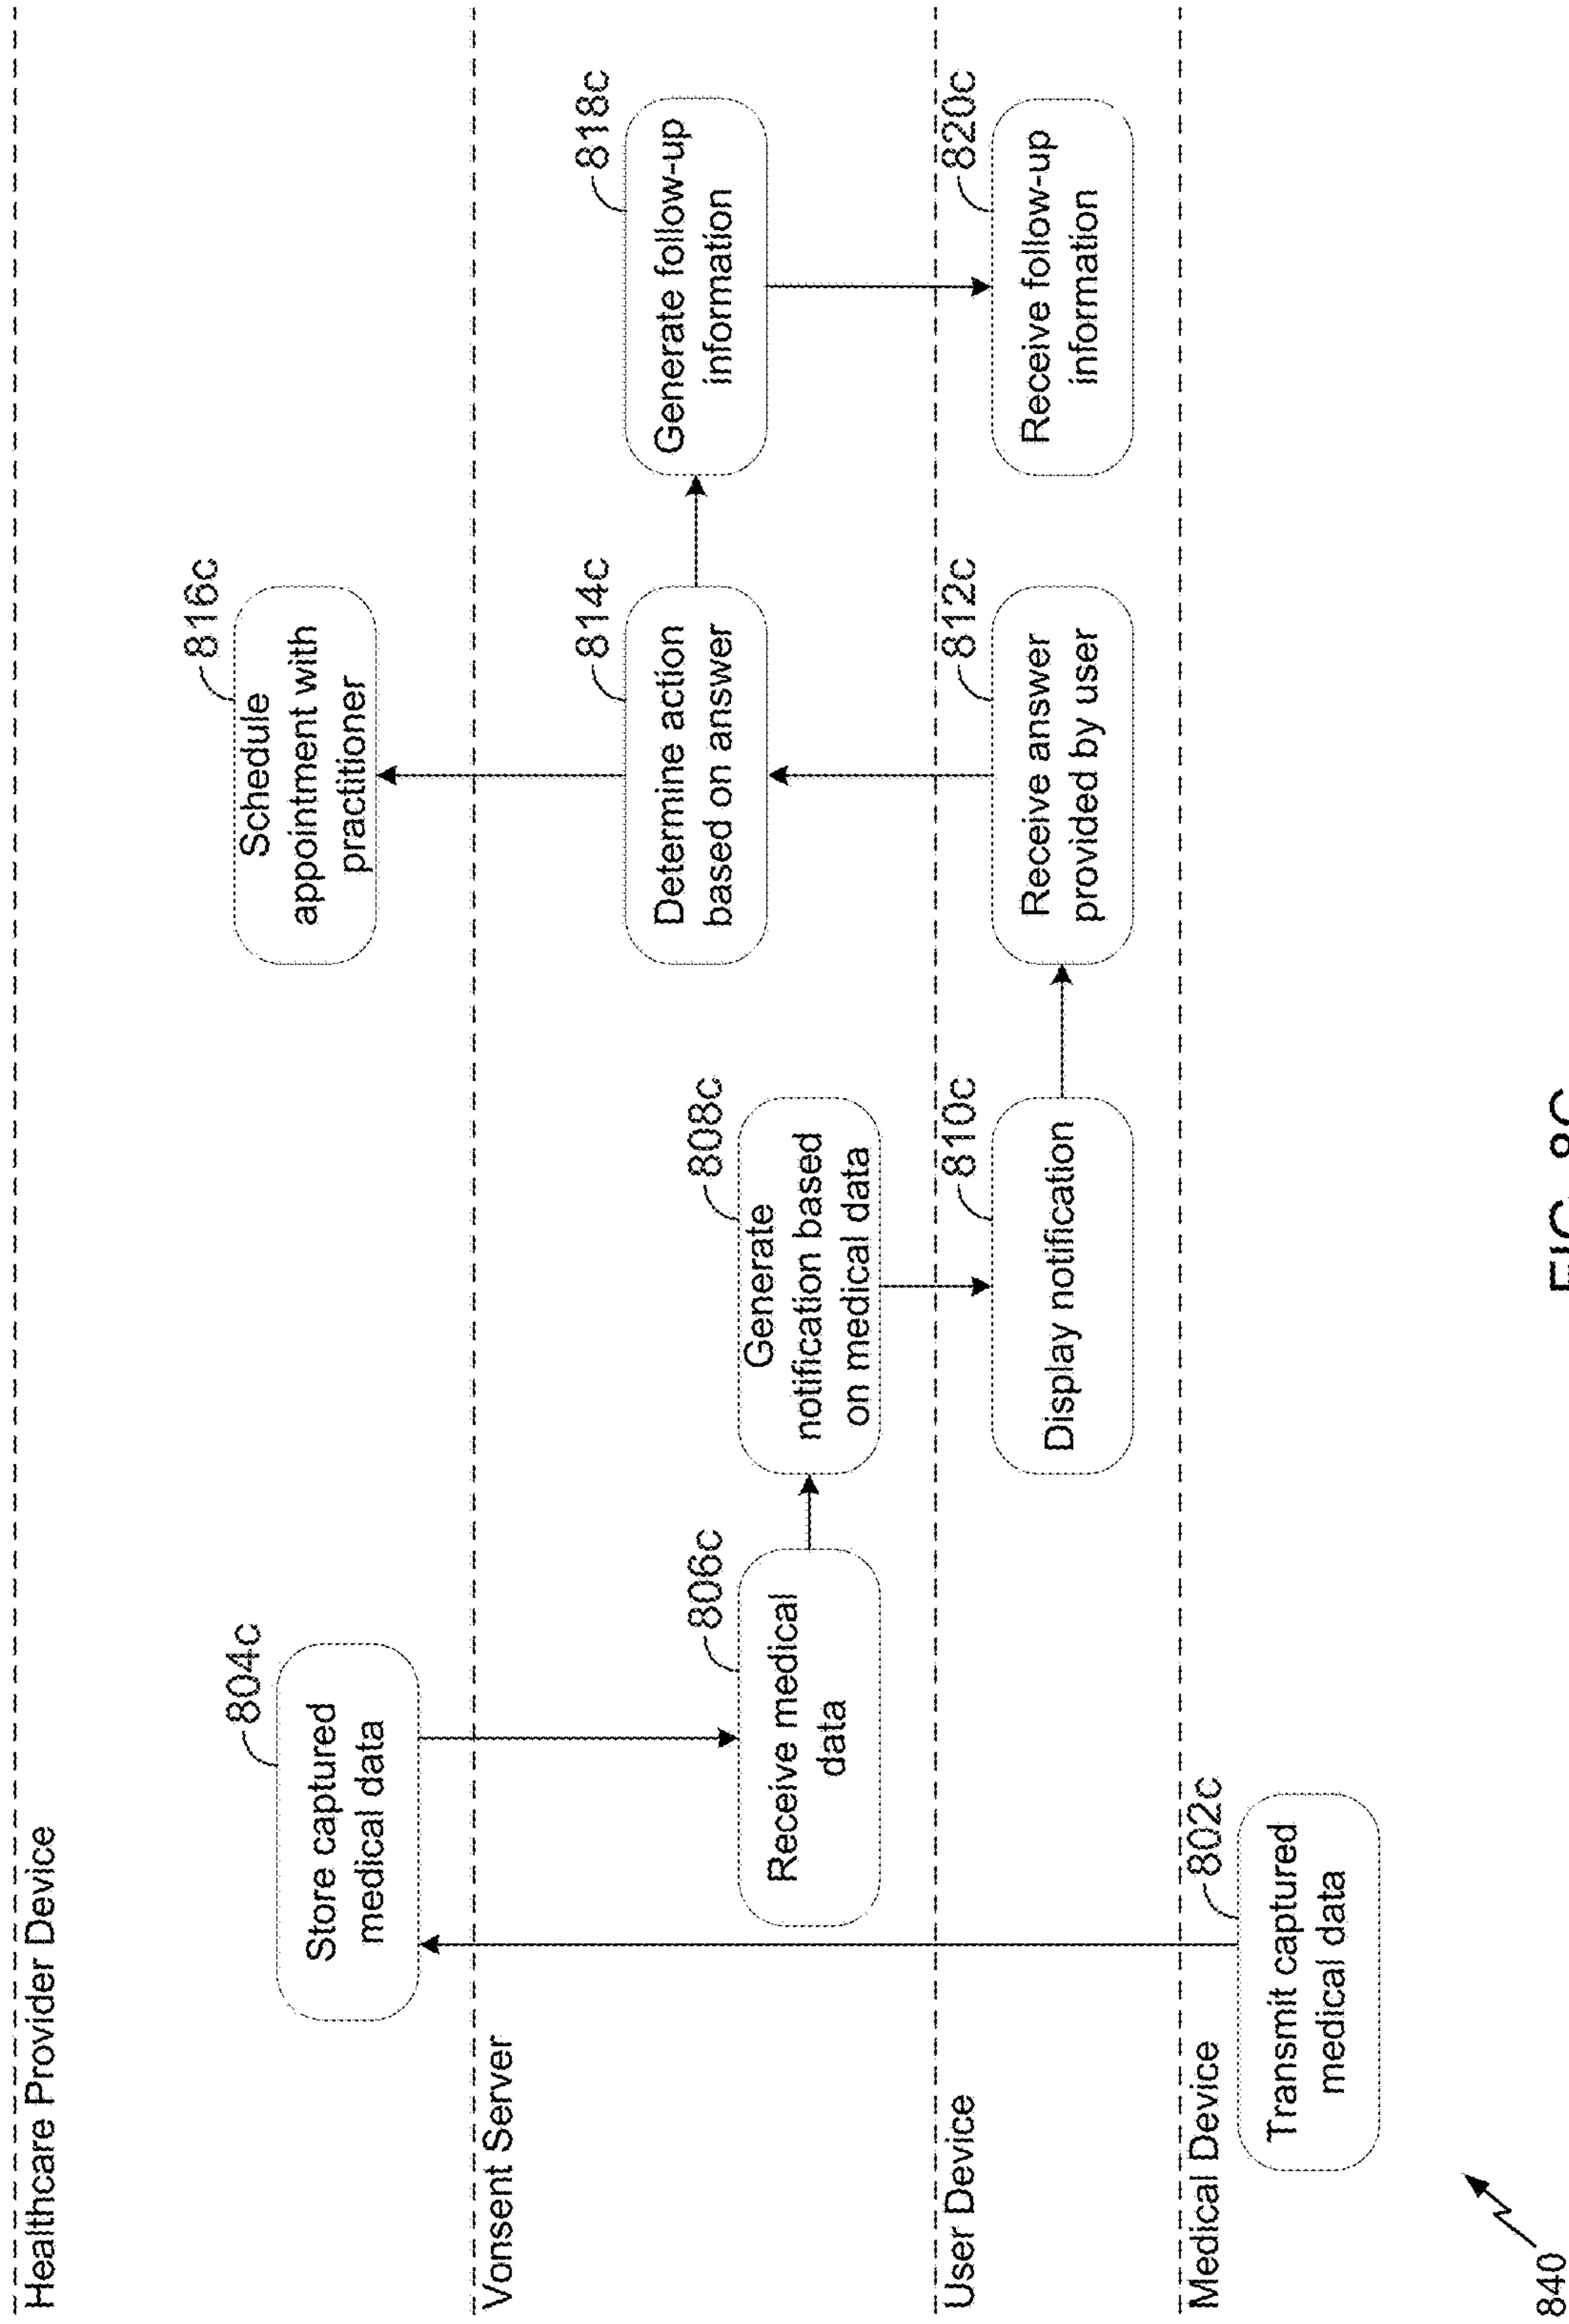 Healthcare Provider Device
804c
Store captured
medical data
816c
Schedule
appointment with
practitioner
Vonsent Server
806c
Receive medical
data
808c
Generate
notification based
on medical data
814c
Determine action
based on answer
818c
Generate follow-up
information
User Device
810c
Display notification
812c
Receive answer
provided by user
820c
Receive follow-up
information
Medical Device
802c
Transmit captured
medical data
840
FIG. 8C